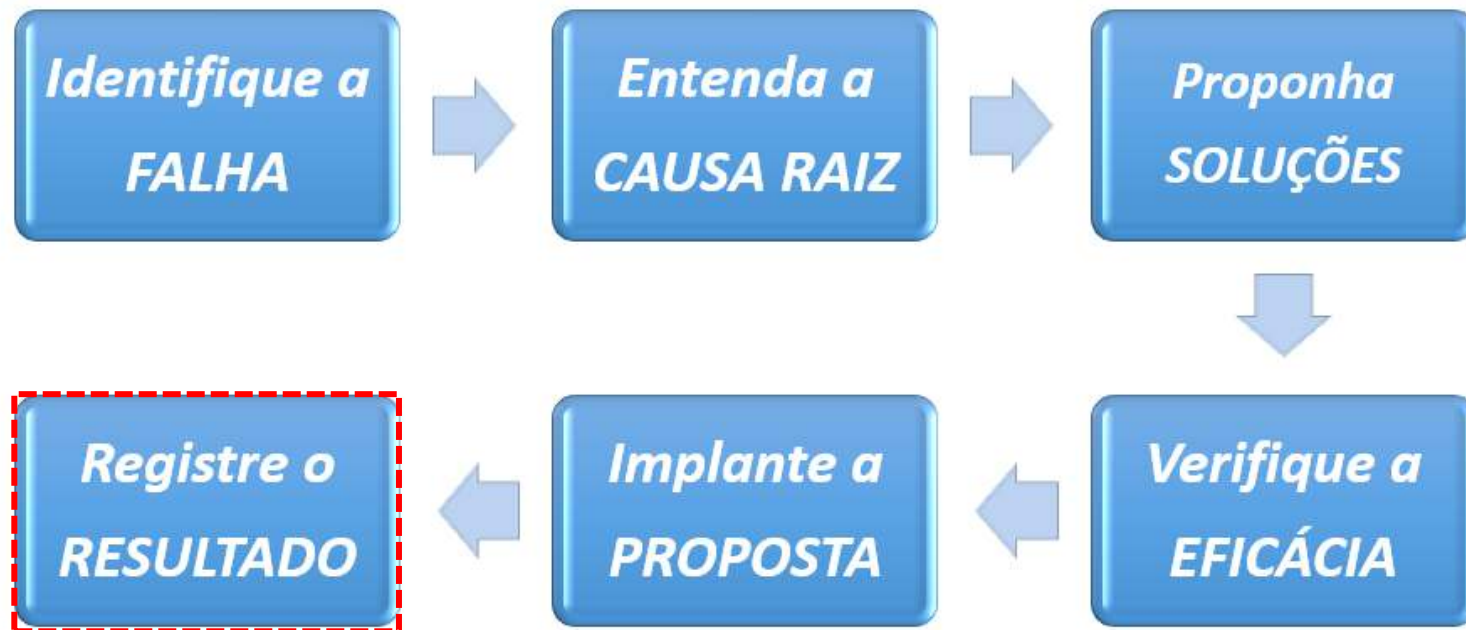 Identifique a
FALHA
Entenda a
CAUSA RAIZ
Proponha
SOLUÇÕES
Verifique a
EFICÁCIA
Implante a
PROPOSTA
Registre o
RESULTADO